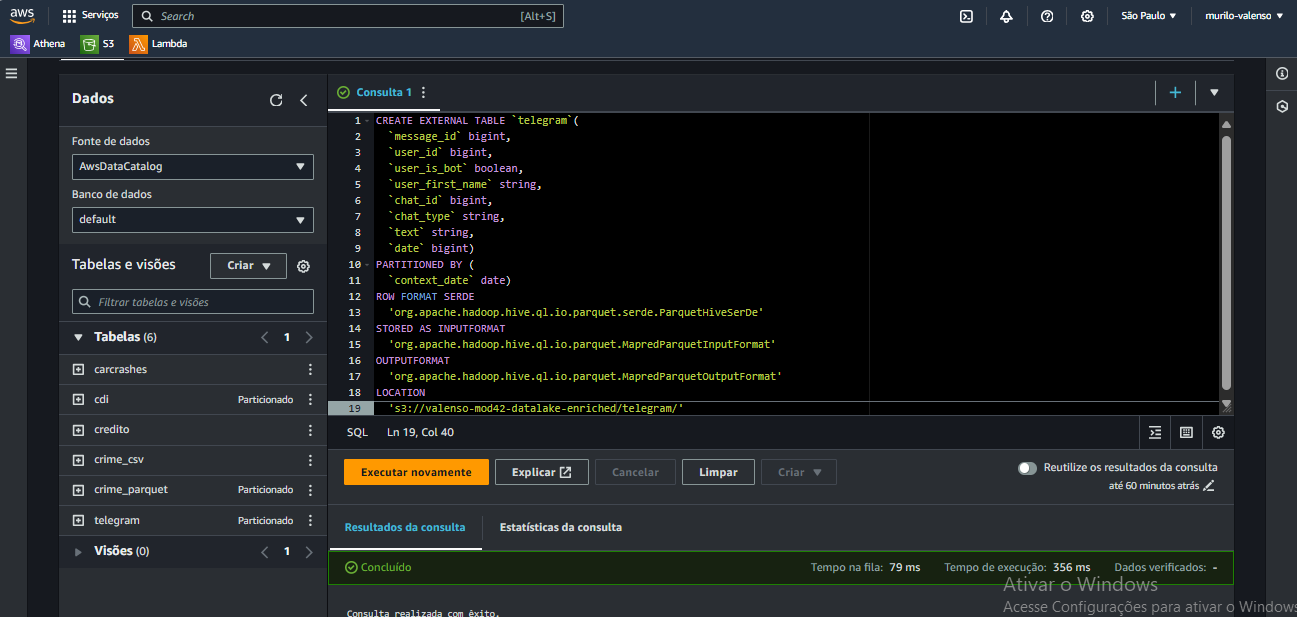 aws
Serviços
Search
[Alt+S]
São Paulo ▼
murilo-valenso ▼
Athena
S3
Lambda
Dados
Fonte de dados
AwsDataCatalog
Banco de dados
default
Tabelas e visões
Criar ▼
Filtrar tabelas e visões
▼ Tabelas (6)
< 1 >
carcrashes
cdi Particionado
credito
crime_csv
crime_parquet Particionado
telegram Particionado
Visões (0)
< 1 >
Consulta 1
1 CREATE EXTERNAL TABLE `telegram`(
2 `message_id` bigint,
3 `user_id` bigint,
4 `user_is_bot` boolean,
5 `user_first_name` string,
6 `chat_id` bigint,
7 `chat_type` string,
8 `text` string,
9 `date` bigint)
10 PARTITIONED BY (
11 `context_date` date)
12 ROW FORMAT SERDE
13 'org.apache.hadoop.hive.ql.io.parquet.serde.ParquetHiveSerDe'
14 STORED AS INPUTFORMAT
15 'org.apache.hadoop.hive.ql.io.parquet.MapredParquetInputFormat'
16 OUTPUTFORMAT
17 'org.apache.hadoop.hive.ql.io.parquet.MapredParquetOutputFormat'
18 LOCATION
19 's3://valenso-mod42-datalake-enriched/telegram/'
SQL Ln 19, Col 40
Executar novamente
Explicar
Cancelar
Limpar
Criar ▼
Reutilize os resultados da consulta
até 60 minutos atrás
Resultados da consulta
Estatísticas da consulta
Concluído
Tempo na fila: 79 ms
Tempo de execução: 356 ms
Dados verificados: -
Consulta realizada com êxito.
Ativar o Windows
Acesse Configurações para ativar o Windows